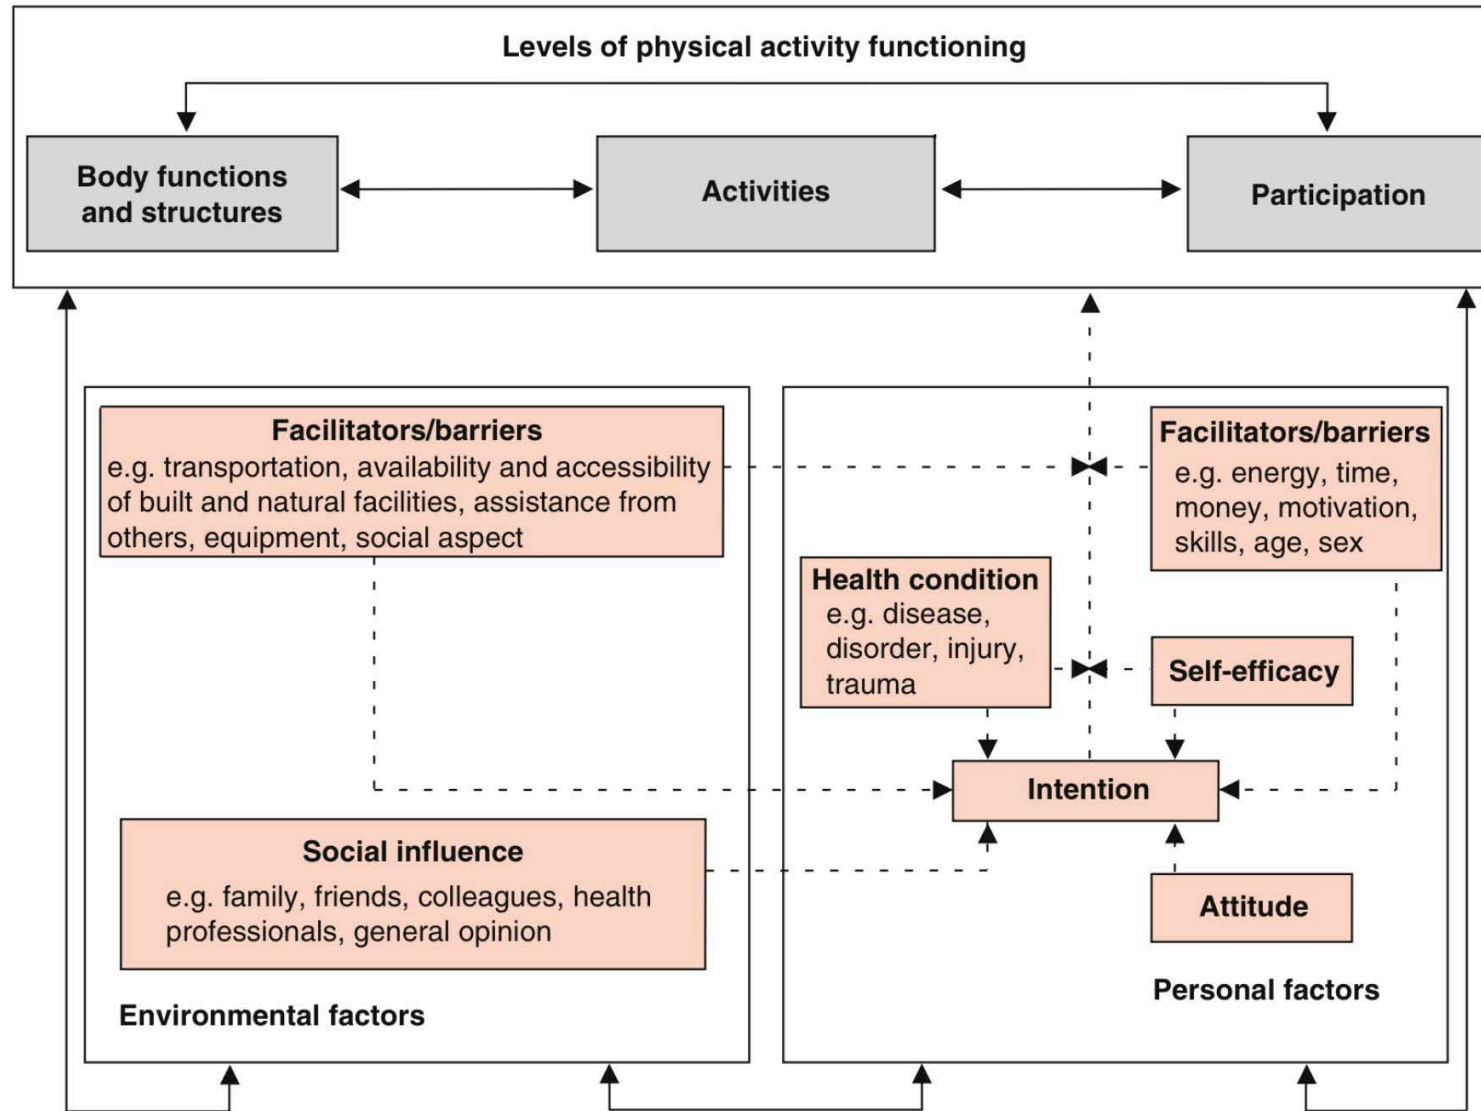 Levels of physical activity functioning
Body functions
and structures
Activities
Participation
Facilitators/barriers
e.g. transportation, availability and accessibility
of built and natural facilities, assistance from
others, equipment, social aspect
Facilitators/barriers
e.g. energy, time,
money, motivation,
skills, age, sex
Health condition
e.g. disease,
disorder, injury,
trauma
Self-efficacy
Intention
Social influence
e.g. family, friends, colleagues, health
professionals, general opinion
Attitude
Environmental factors
Personal factors